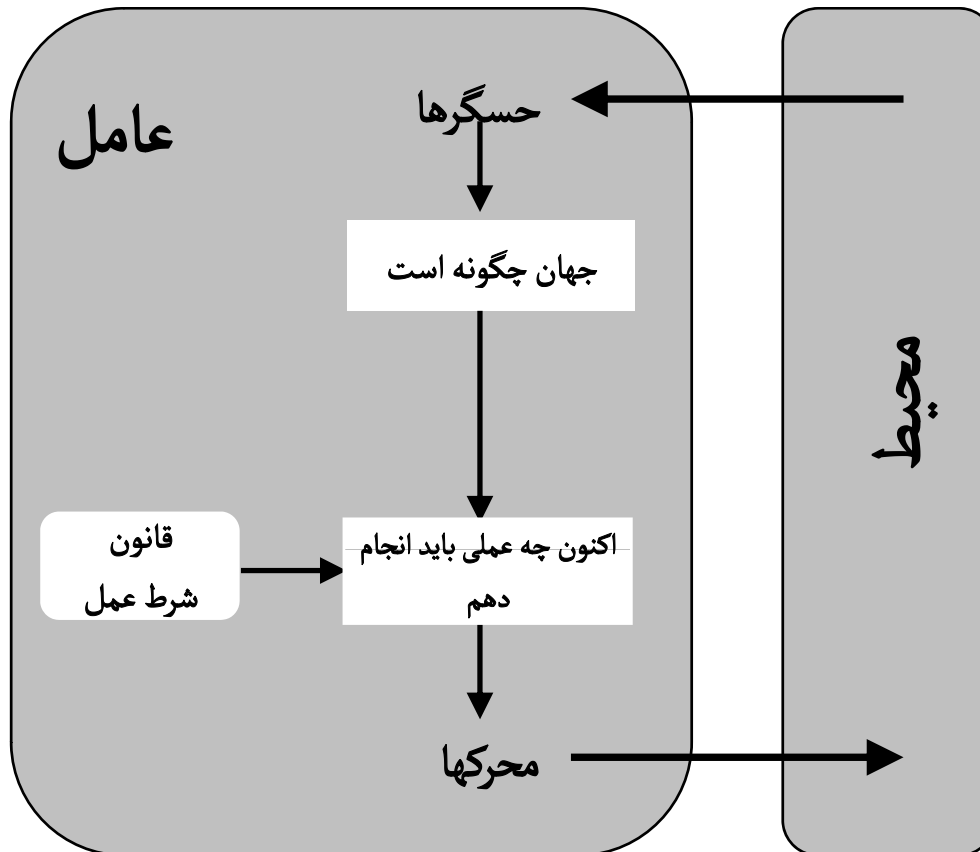 عامل
حسگرها
جهان چگونه است
محیط
قانون
شرط عمل
اکنون چه عملی باید انجام
دهم
محرکها